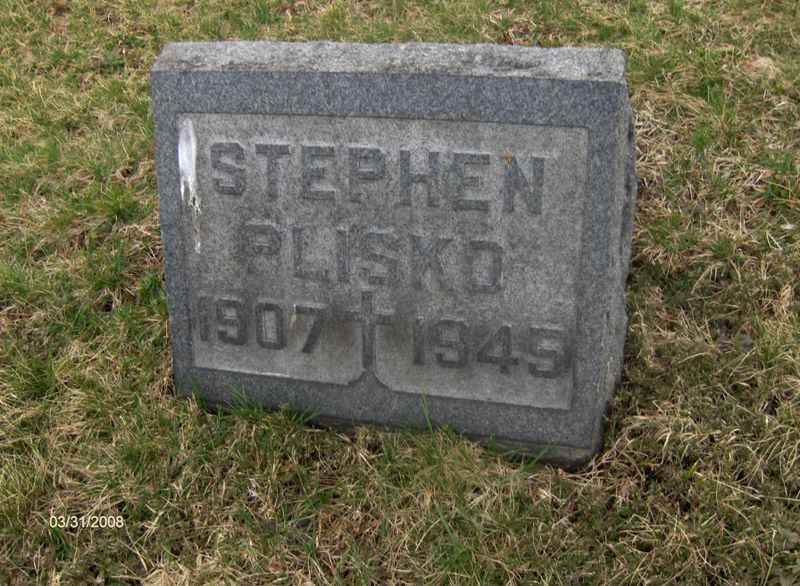 STEPHEN
PLISKO
1907 1945
03/31/2008